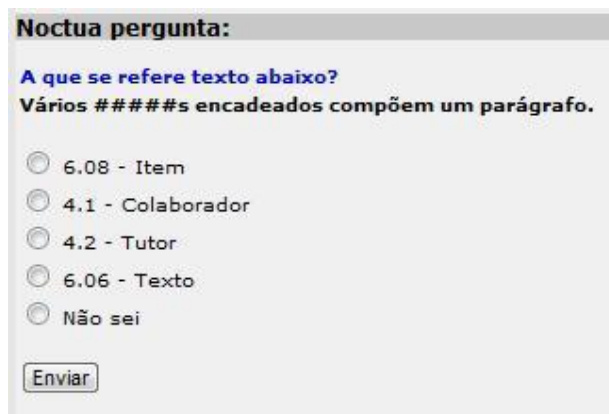 Noctua pergunta:
A que se refere texto abaixo?
Vários #####s encadeados compõem um parágrafo.
6.08 - Item
4.1 - Colaborador
4.2 - Tutor
6.06 - Texto
Não sei
Enviar